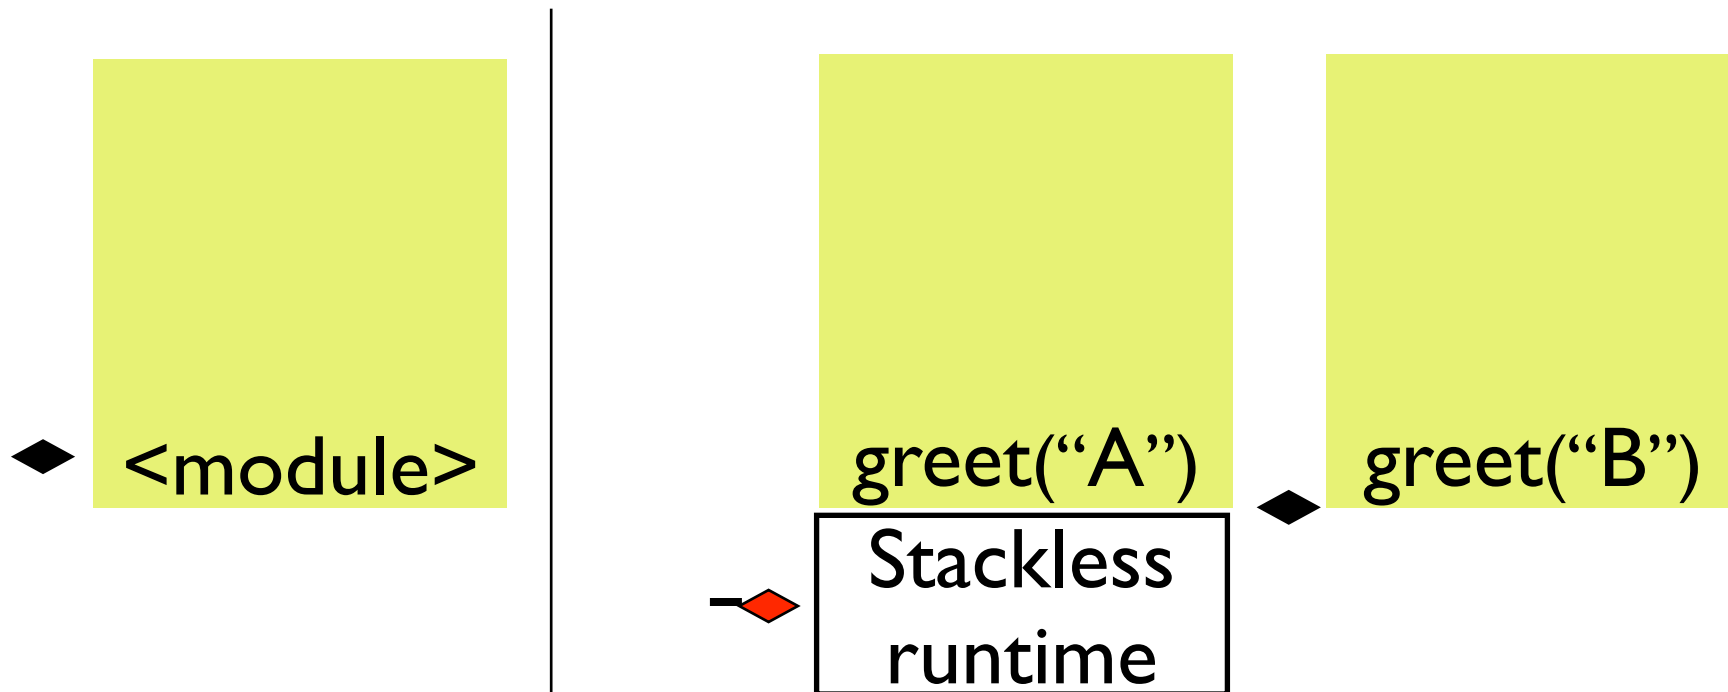 <module>
greet(“A”)
greet(“B”)
Stackless
runtime